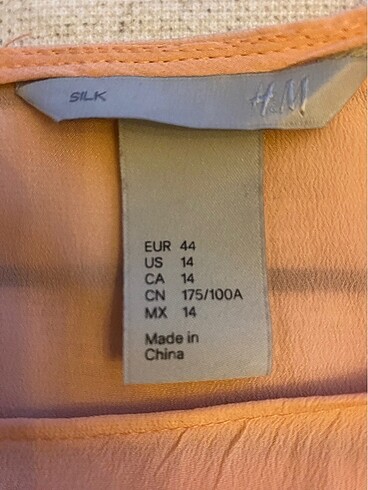 SILK H&M
EUR 44
US 14
CA 14
CN 175/100A
MX 14
Made in
China